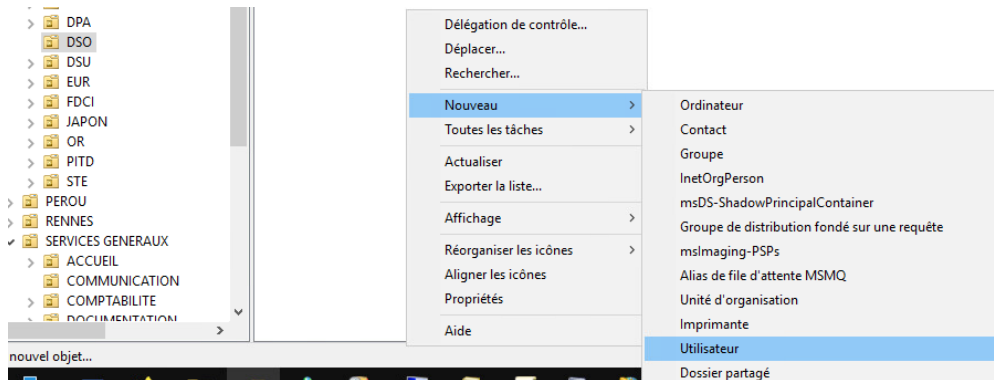 DPA
DSO
DSU
EUR
FDCI
JAPON
OR
PITD
STE
PEROU
RENNES
SERVICES GENERAUX
ACCUEIL
COMMUNICATION
COMPTABILITE
DOCUMENTATION
nouvel objet...
Délégation de contrôle...
Déplacer...
Rechercher...
Nouveau
Toutes les tâches
Actualiser
Exporter la liste...
Affichage
Réorganiser les icônes
Aligner les icônes
Propriétés
Aide
Ordinateur
Contact
Groupe
InetOrgPerson
msDS-ShadowPrincipalContainer
Groupe de distribution fondé sur une requête
msImaging-PSPs
Alias de file d'attente MSMQ
Unité d'organisation
Imprimante
Utilisateur
Dossier partagé